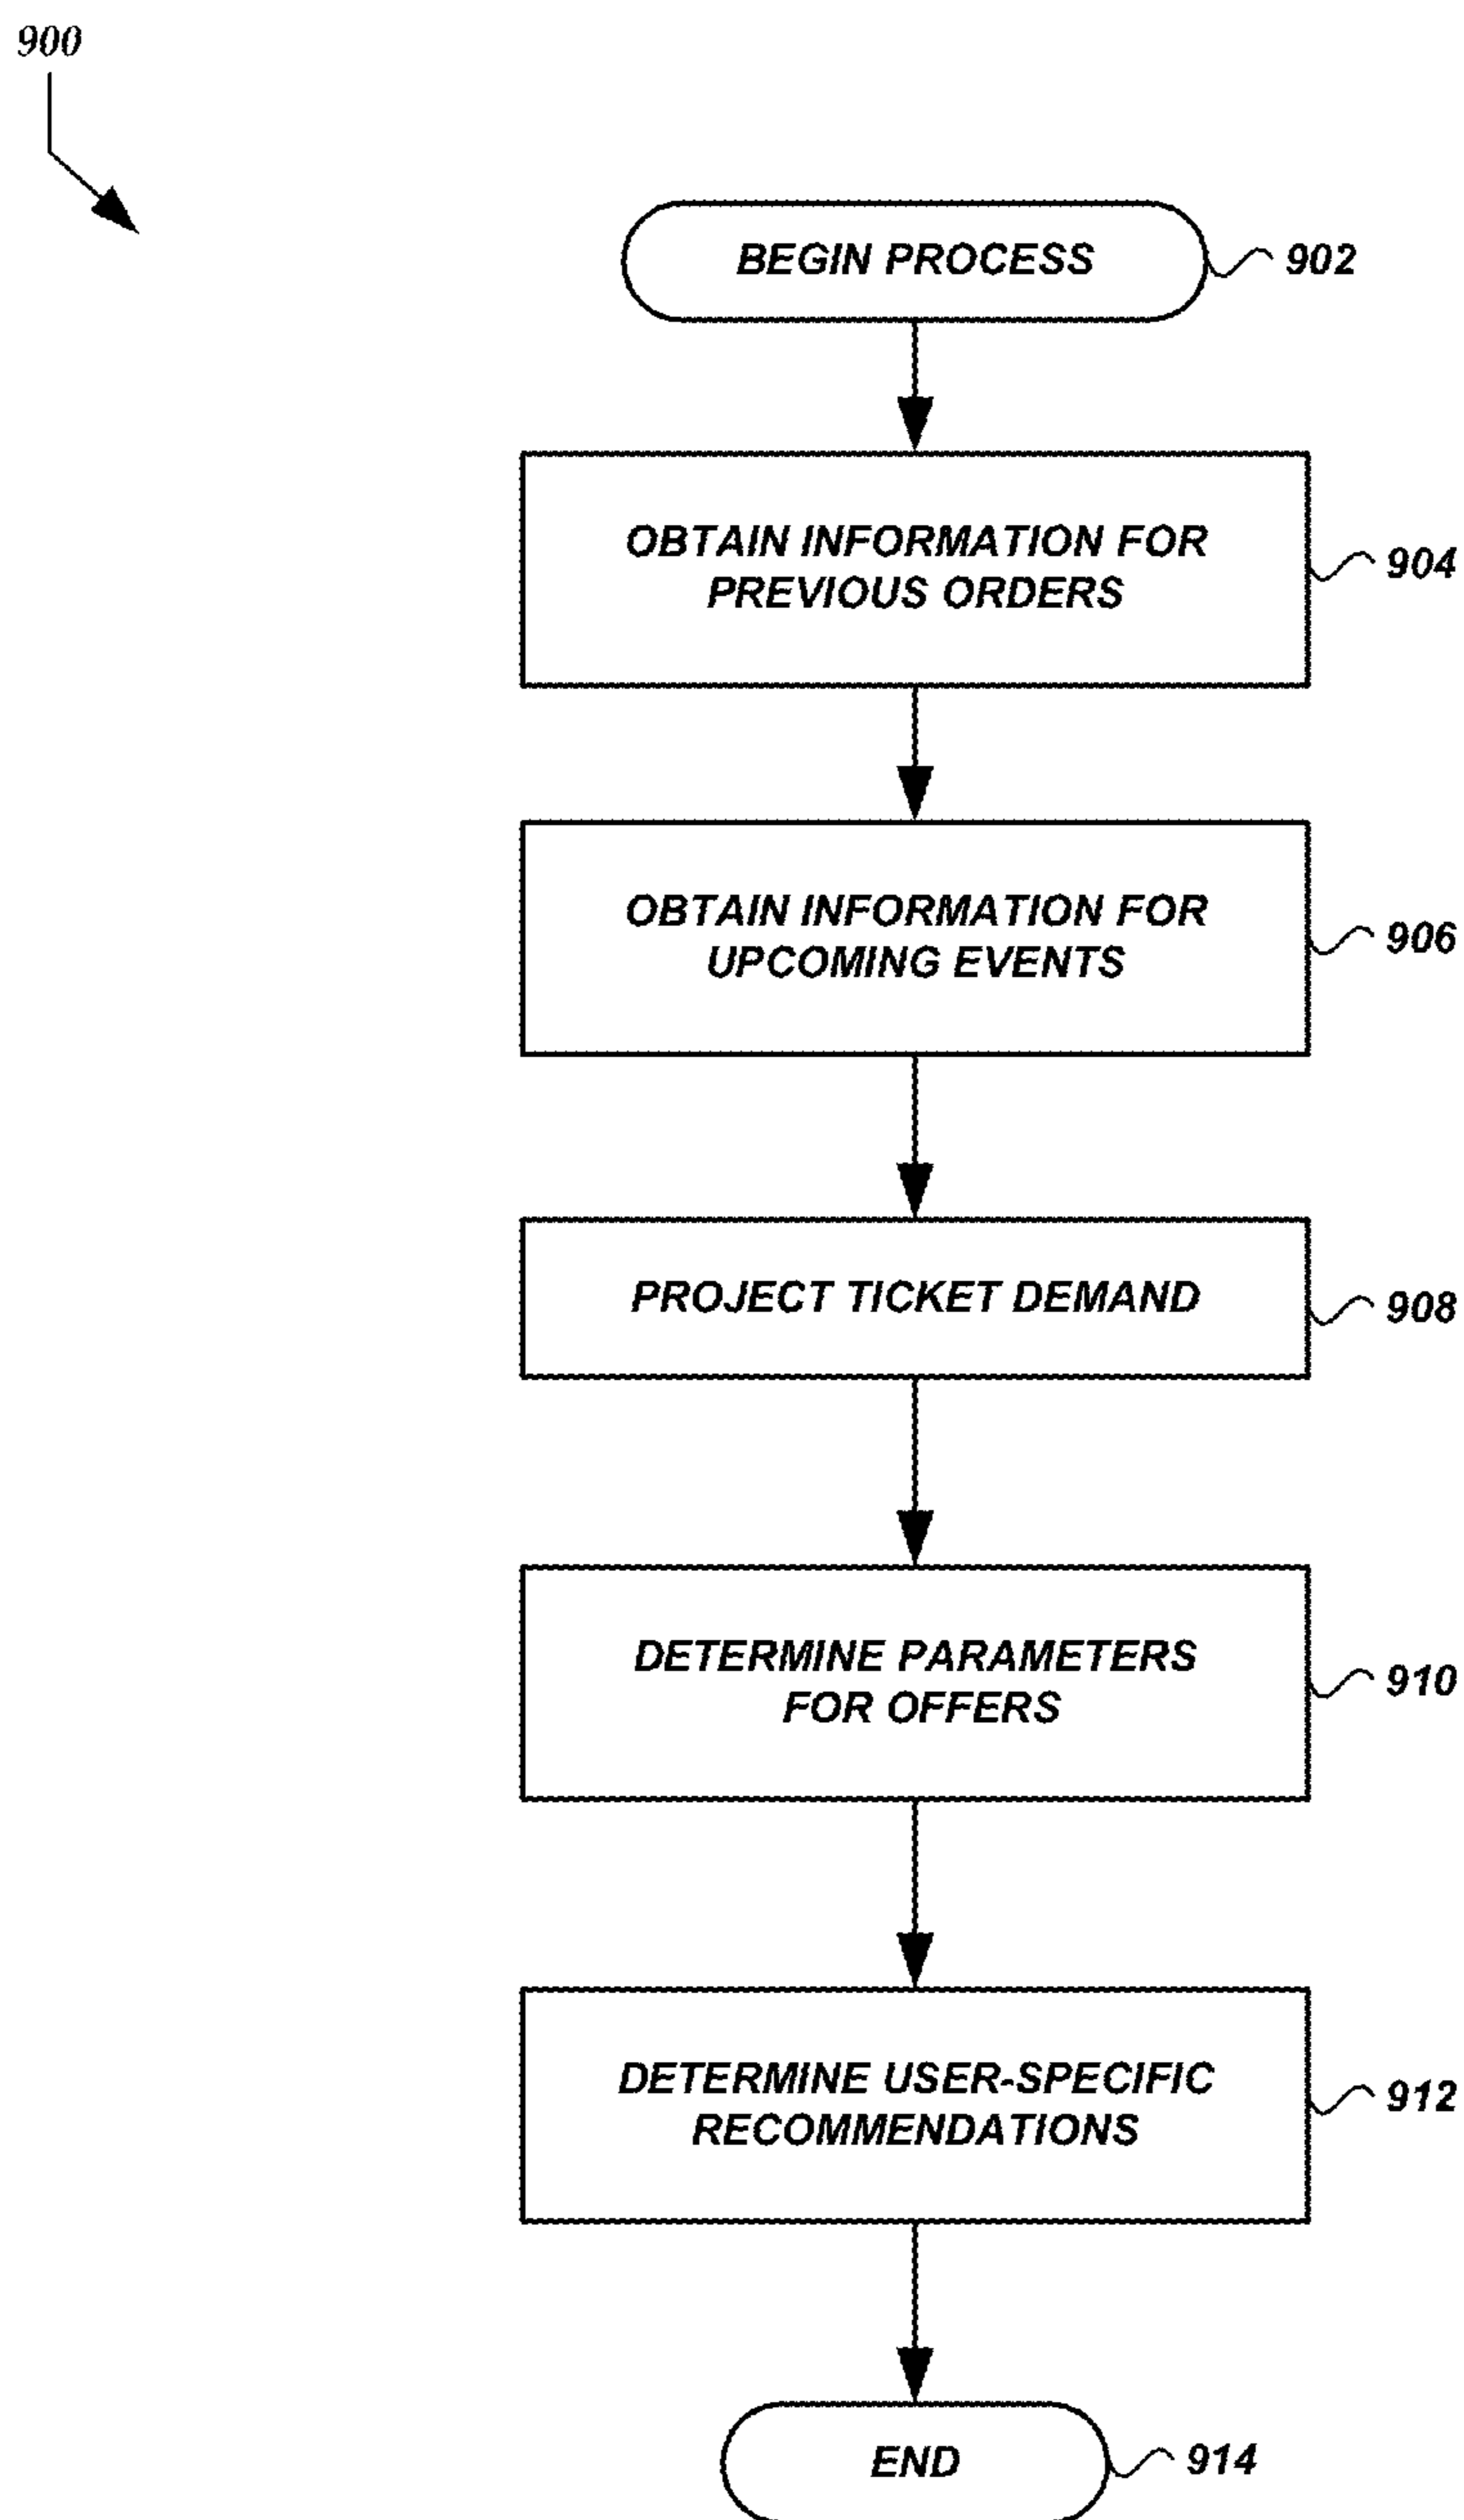 900
BEGIN PROCESS
902
OBTAIN INFORMATION FOR
PREVIOUS ORDERS
904
OBTAIN INFORMATION FOR
UPCOMING EVENTS
906
PROJECT TICKET DEMAND
908
DETERMINE PARAMETERS
FOR OFFERS
910
DETERMINE USER-SPECIFIC
RECOMMENDATIONS
912
END
914